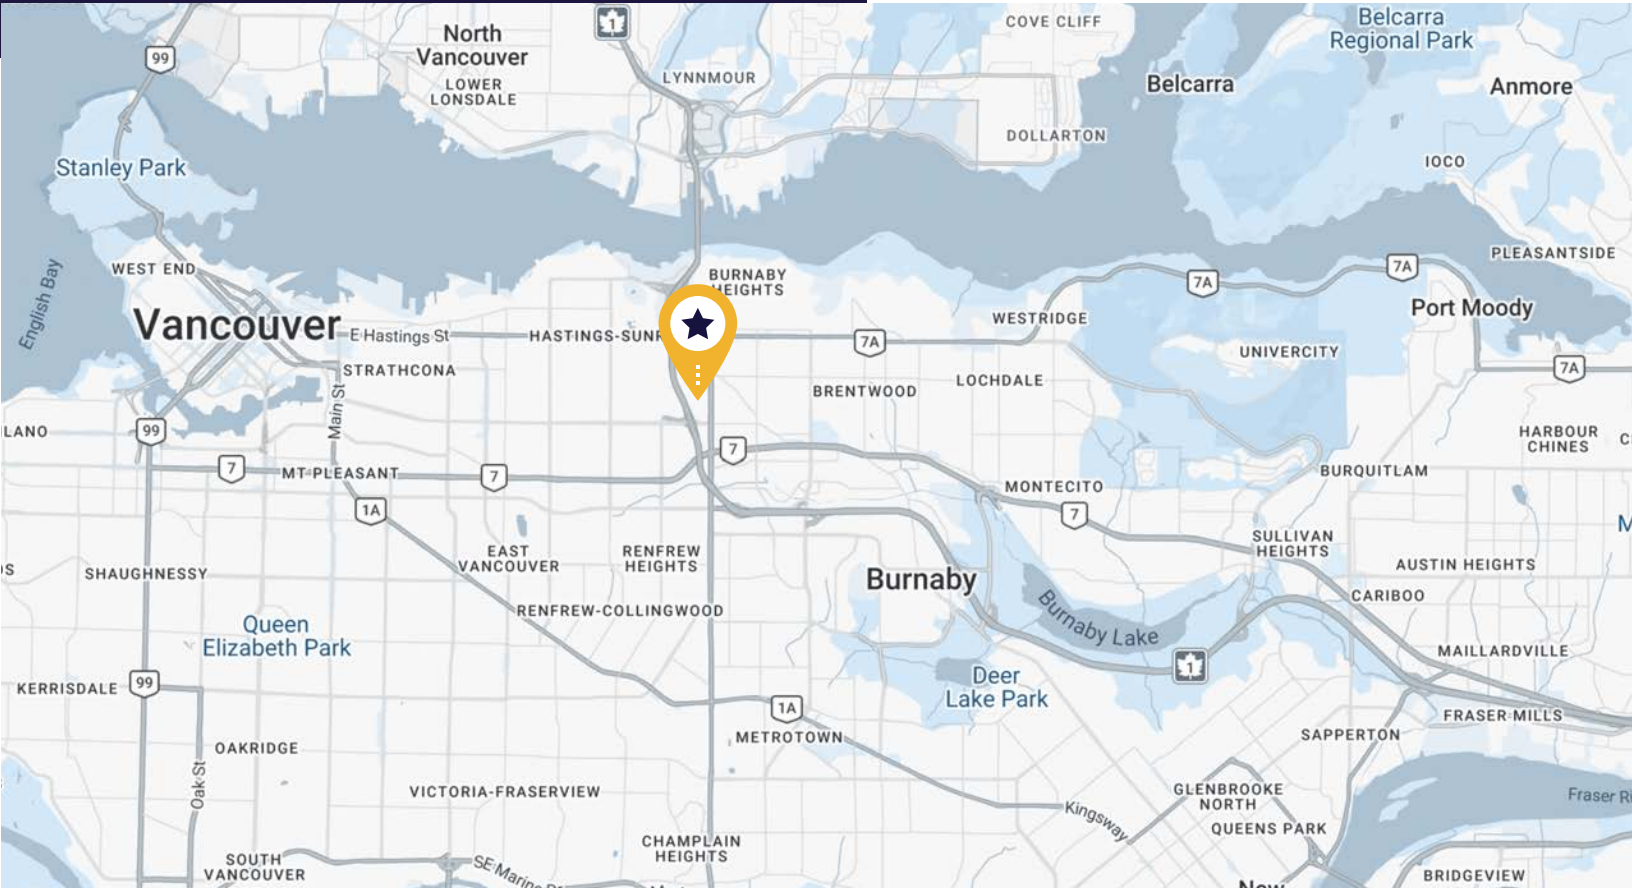 COVE CLIFF
Belcarra
Regional Park
1
North
Vancouver
99
LYNNMOUR
LOWER
LONSDALE
Belcarra
Anmore
DOLLARTON
Stanley Park
IOCO
PLEASANTSIDE
WEST END
BURNABY
HEIGHTS
7A
7A
English Bay
Vancouver
E Hastings St
HASTINGS-SUNR
7A
WESTRIDGE
Port Moody
UNIVERCITY
STRATHCONA
BRENTWOOD
LOCHDALE
7A
Main St
LANO
99
HARBOUR
CHINES
7
MT PLEASANT
7
7
BURQUITLAM
1A
MONTECITO
7
EAST
VANCOUVER
RENFREW
HEIGHTS
SULLIVAN
HEIGHTS
SHAUGHNESSY
Burnaby
AUSTIN HEIGHTS
RENFREW-COLLINGWOOD
CARIBOO
Queen
Elizabeth Park
Burnaby Lake
MAILLARDVILLE
1
KERRISDALE
99
Deer
Lake Park
1A
FRASER MILLS
METROTOWN
SAPPERTON
OAKRIDGE
Oak St
VICTORIA-FRASERVIEW
GLENBROOKE
NORTH
Fraser Ri
Kingsway
QUEENS PARK
CHAMPLAIN
HEIGHTS
SOUTH
VANCOUVER
SE Marine
BRIDGEVIEW
New